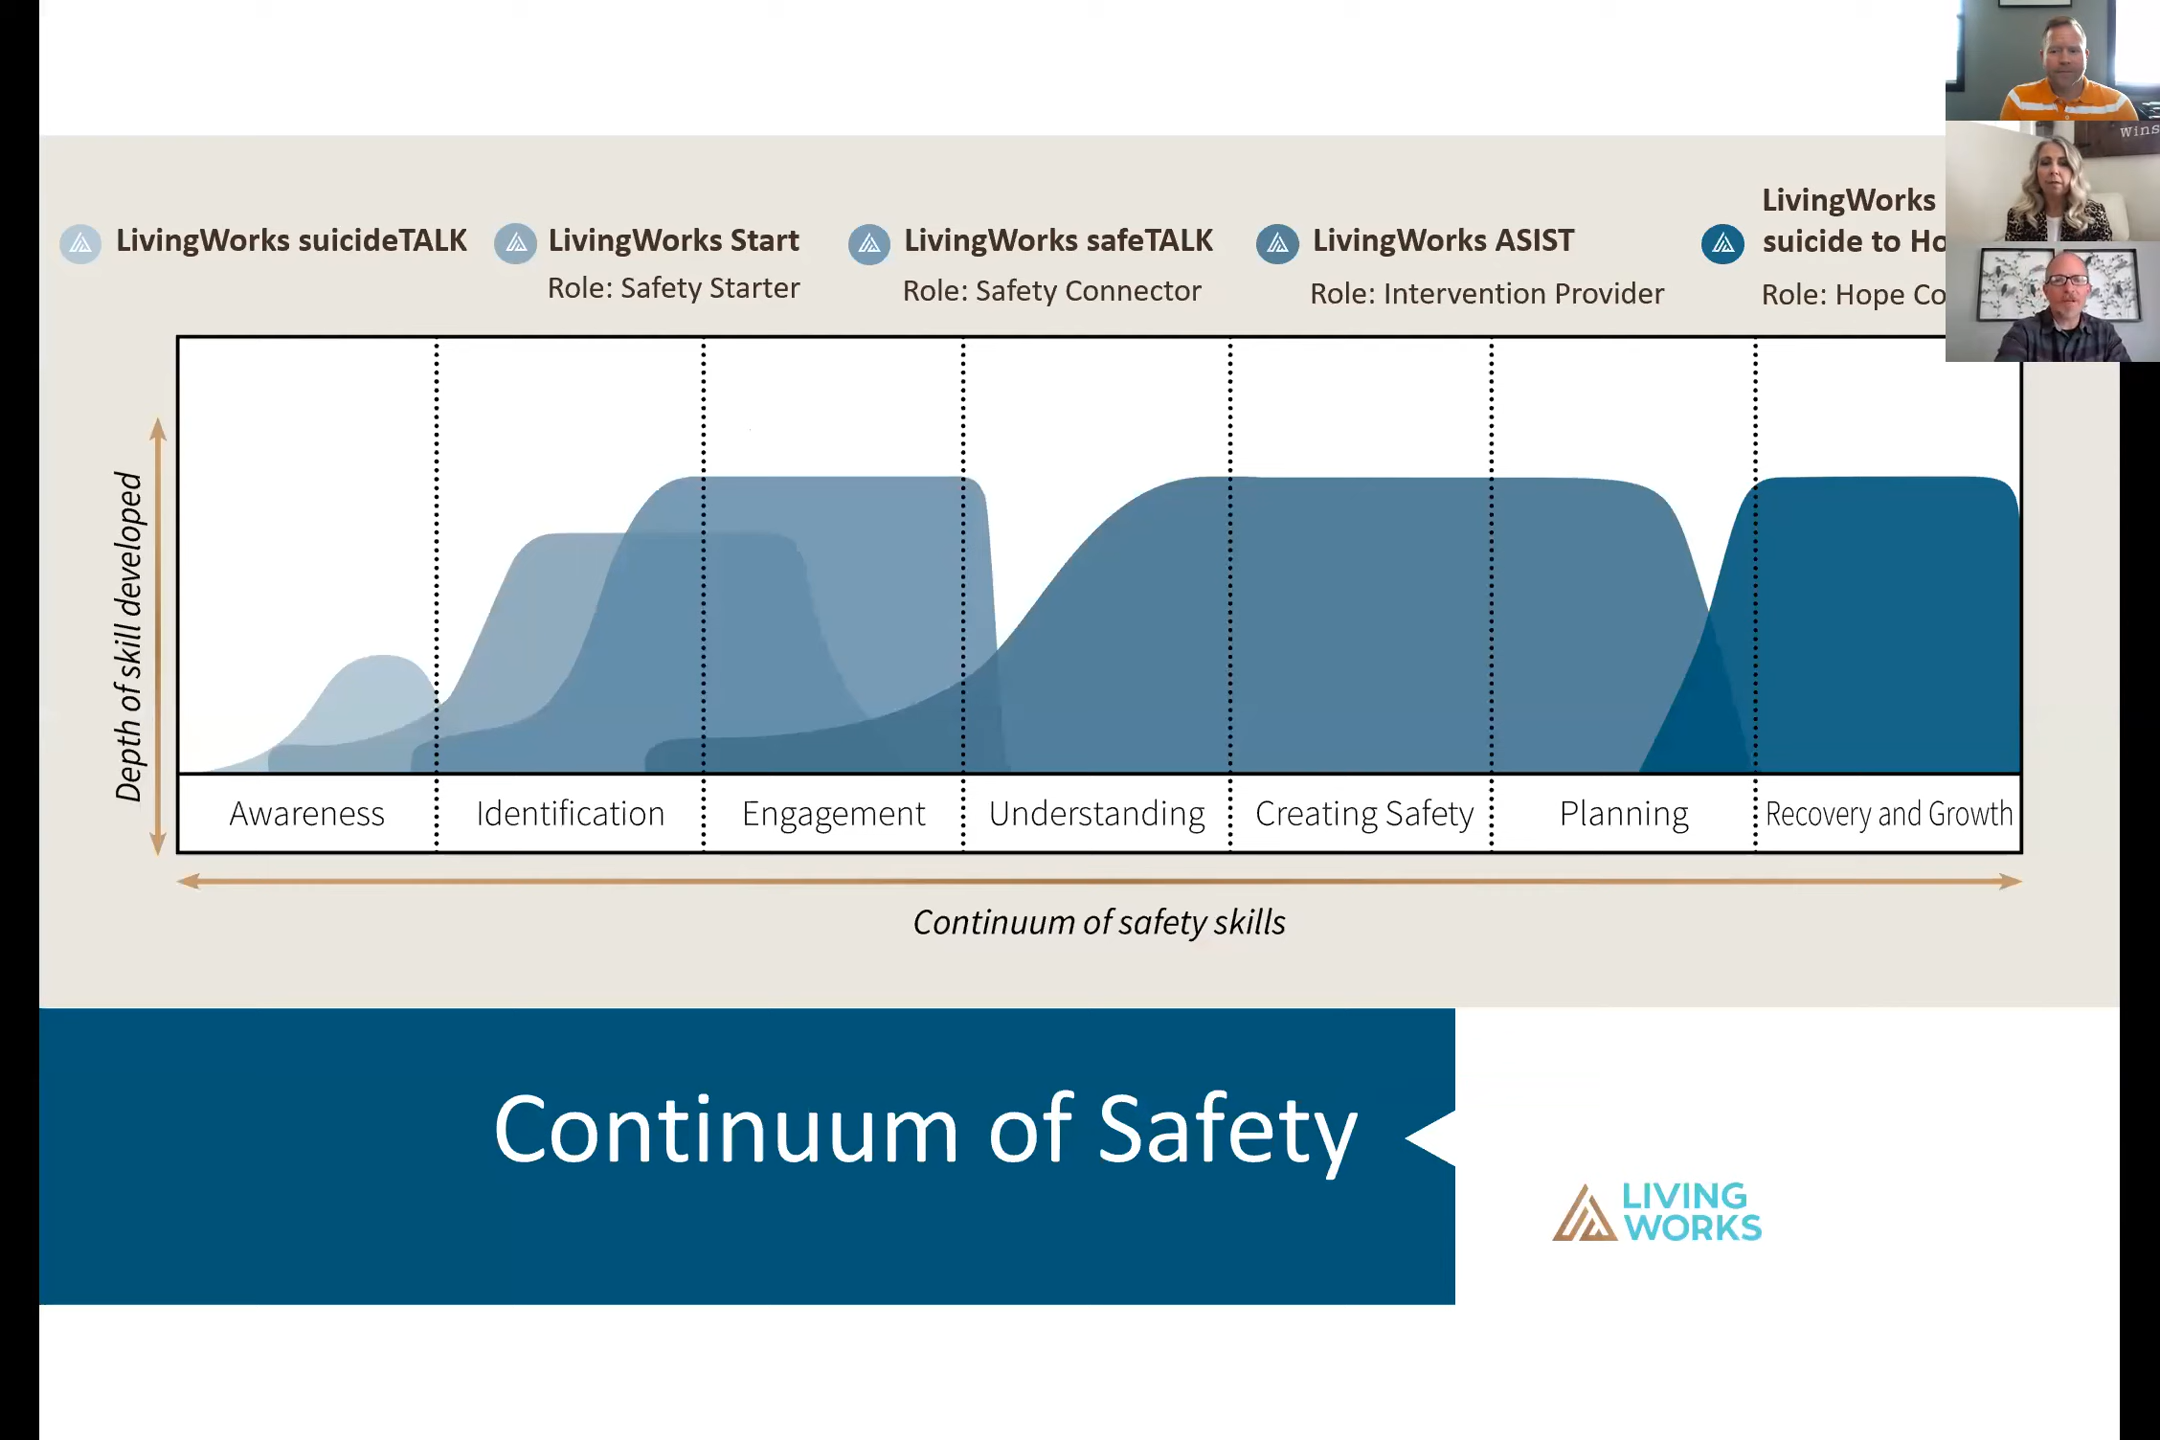 Wins
LivingWorks suicideTALK
LivingWorks Start
Role: Safety Starter
LivingWorks safeTALK
Role: Safety Connector
LivingWorks ASIST
Role: Intervention Provider
LivingWorks
suicide to Ho
Role: Hope Co
Depth of skill developed
Awareness
Identification
Engagement
Understanding
Creating Safety
Planning
Recovery and Growth
Continuum of safety skills
Continuum of Safety
LIVING
WORKS